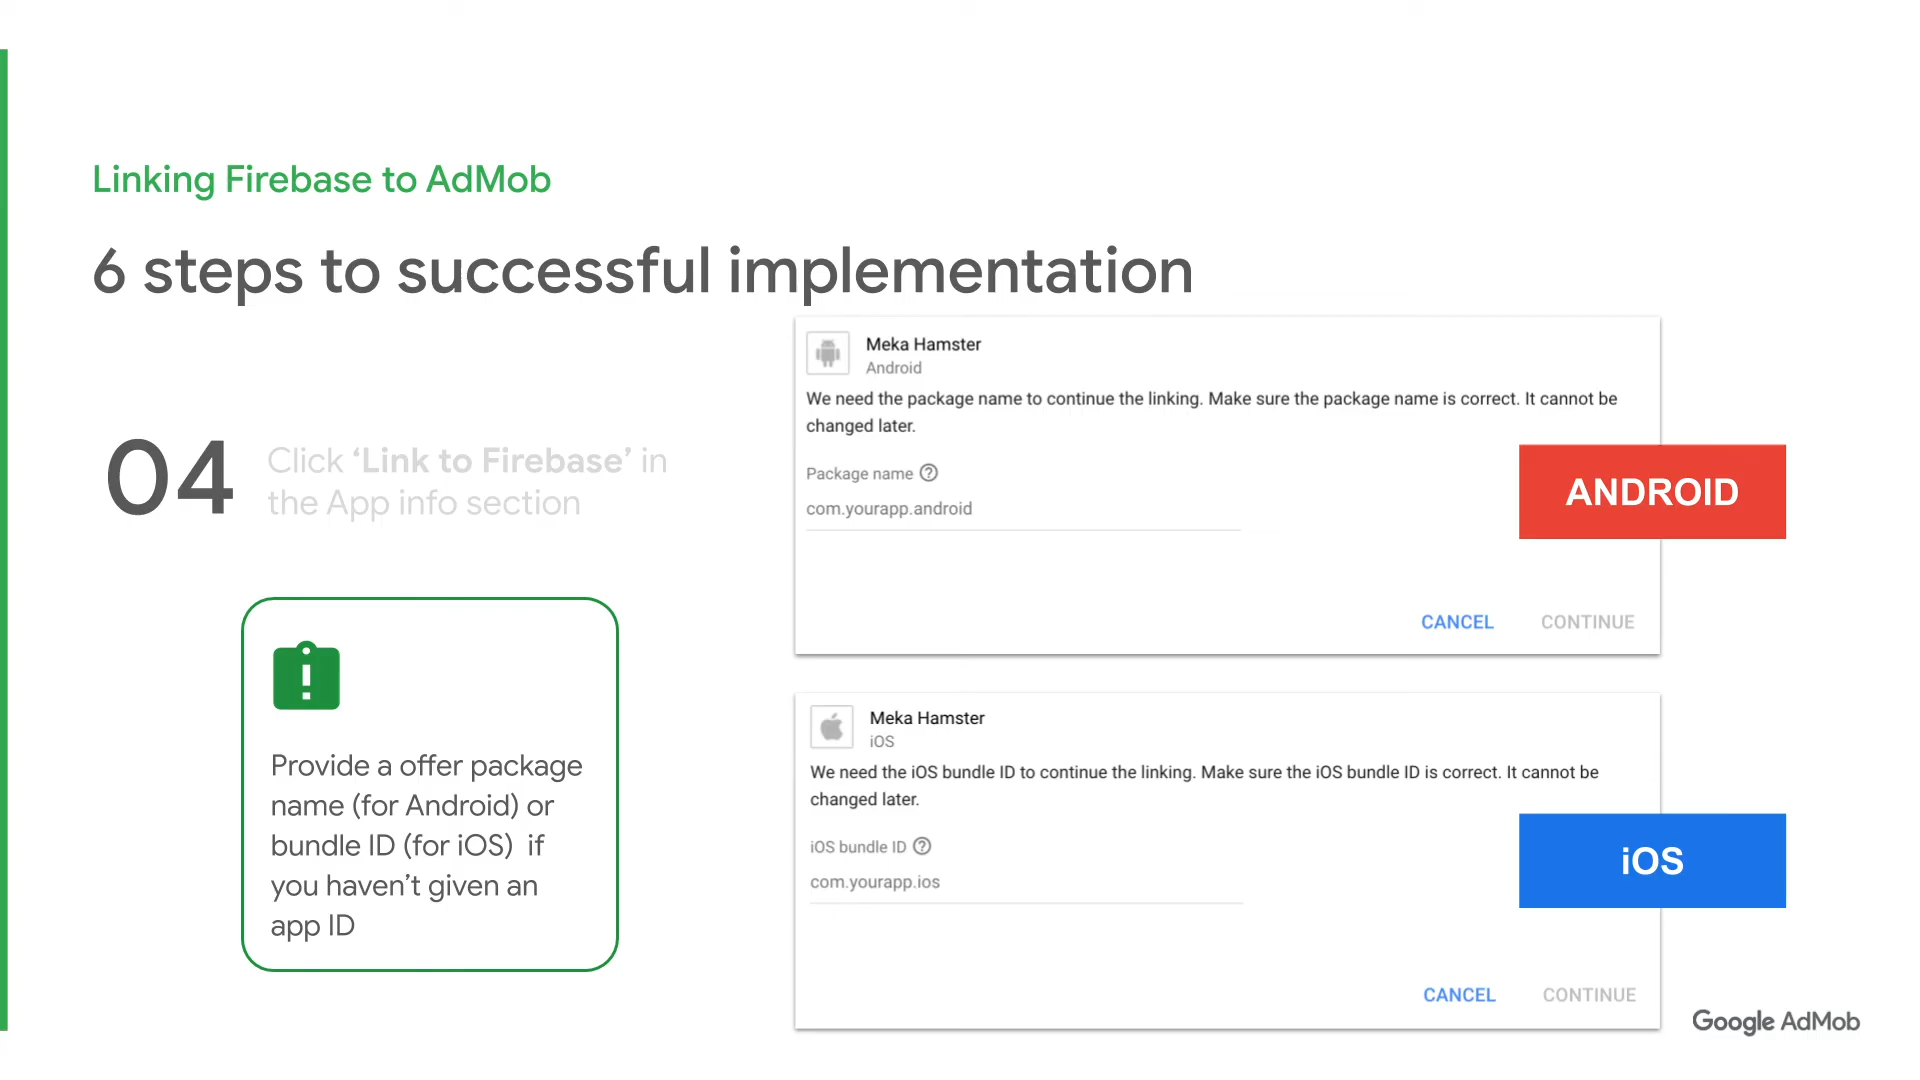 Linking Firebase to AdMob
6 steps to successful implementation
04
Click ‘Link to Firebase’ in
the App info section
Provide a offer package
name (for Android) or
bundle ID (for iOS)  if
you haven’t given an
app ID
Meka Hamster
Android
We need the package name to continue the linking. Make sure the package name is correct. It cannot be
changed later.
Package name
com.yourapp.android
CANCEL CONTINUE
ANDROID
Meka Hamster
iOS
We need the iOS bundle ID to continue the linking. Make sure the iOS bundle ID is correct. It cannot be
changed later.
iOS bundle ID
com.yourapp.ios
CANCEL CONTINUE
iOS
Google AdMob